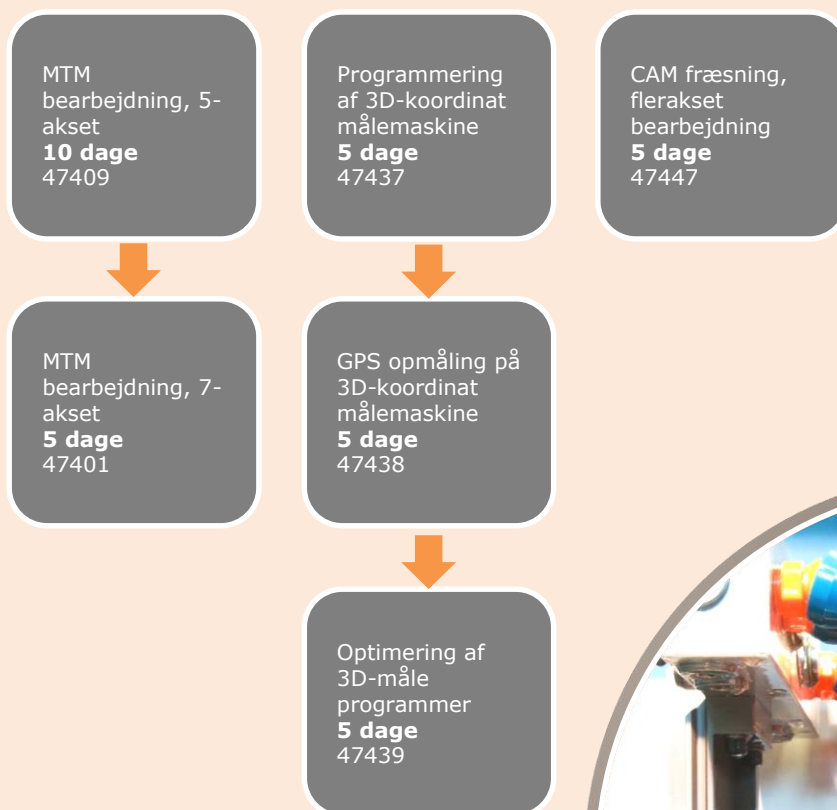 MTM
bearbejdning, 5-
akset
10 dage
47409
Programmering
af 3D-koordinat
målemaskine
5 dage
47437
CAM fræsning,
flerakset
bearbejdning
5 dage
47447
MTM
bearbejdning, 7-
akset
5 dage
47401
GPS opmåling på
3D-koordinat
målemaskine
5 dage
47438
Optimering af
3D-måle
programmer
5 dage
47439